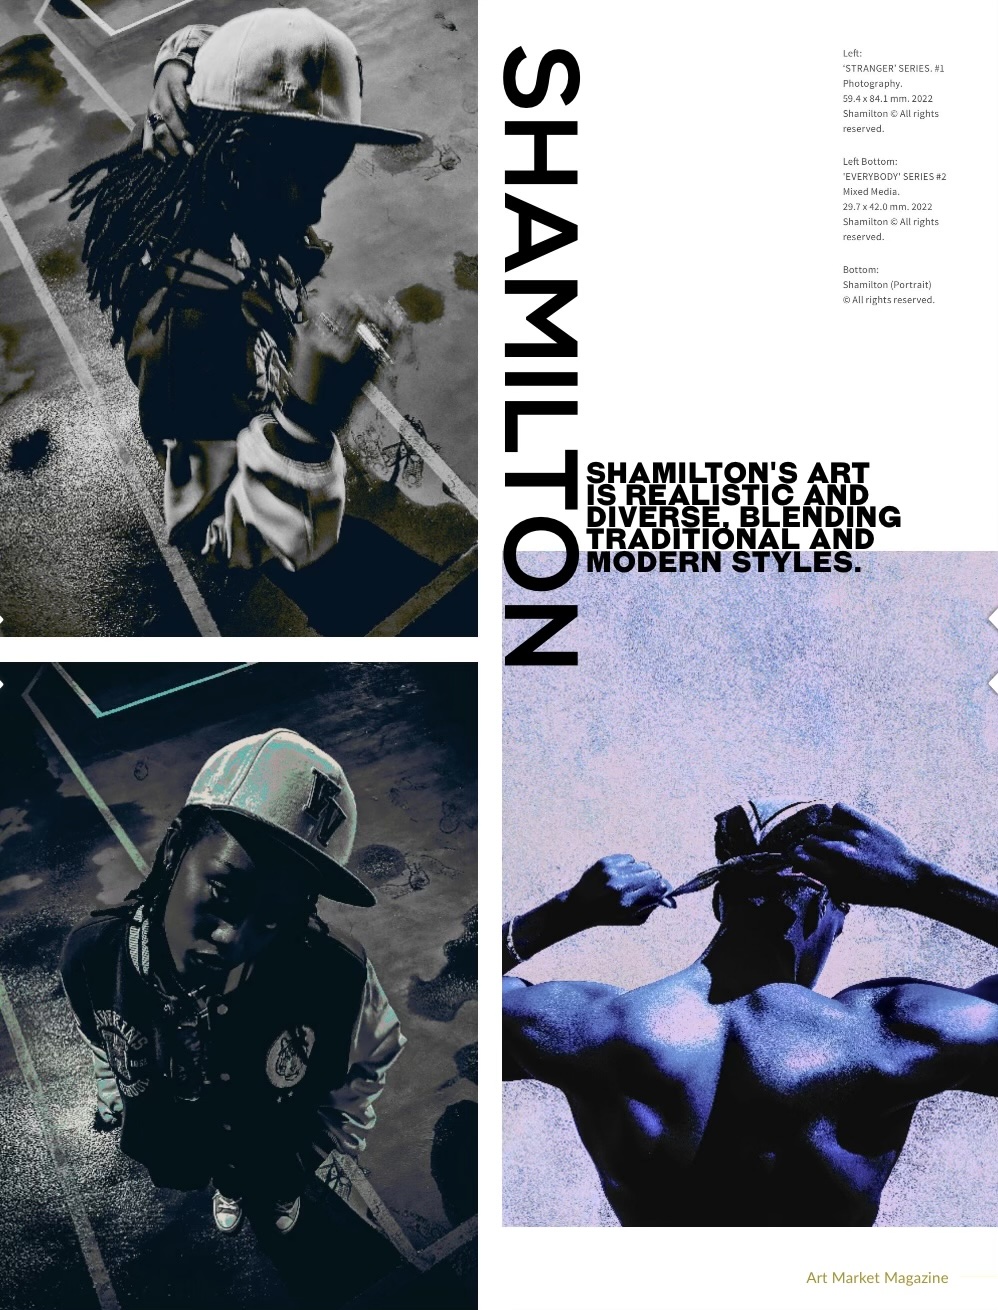 SHAMILTON
Left:
'STRANGER' SERIES. #1
Photography.
59.4 x 84.1 mm. 2022
Shamilton © All rights
reserved.
Left Bottom:
'EVERYBODY' SERIES #2
Mixed Media.
29.7 x 42.0 mm. 2022
Shamilton © All rights
reserved.
Bottom:
Shamilton (Portrait)
© All rights reserved.
SHAMILTON'S ART
IS REALISTIC AND
DIVERSE, BLENDING
TRADITIONAL AND
MODERN STYLES.
Art Market Magazine